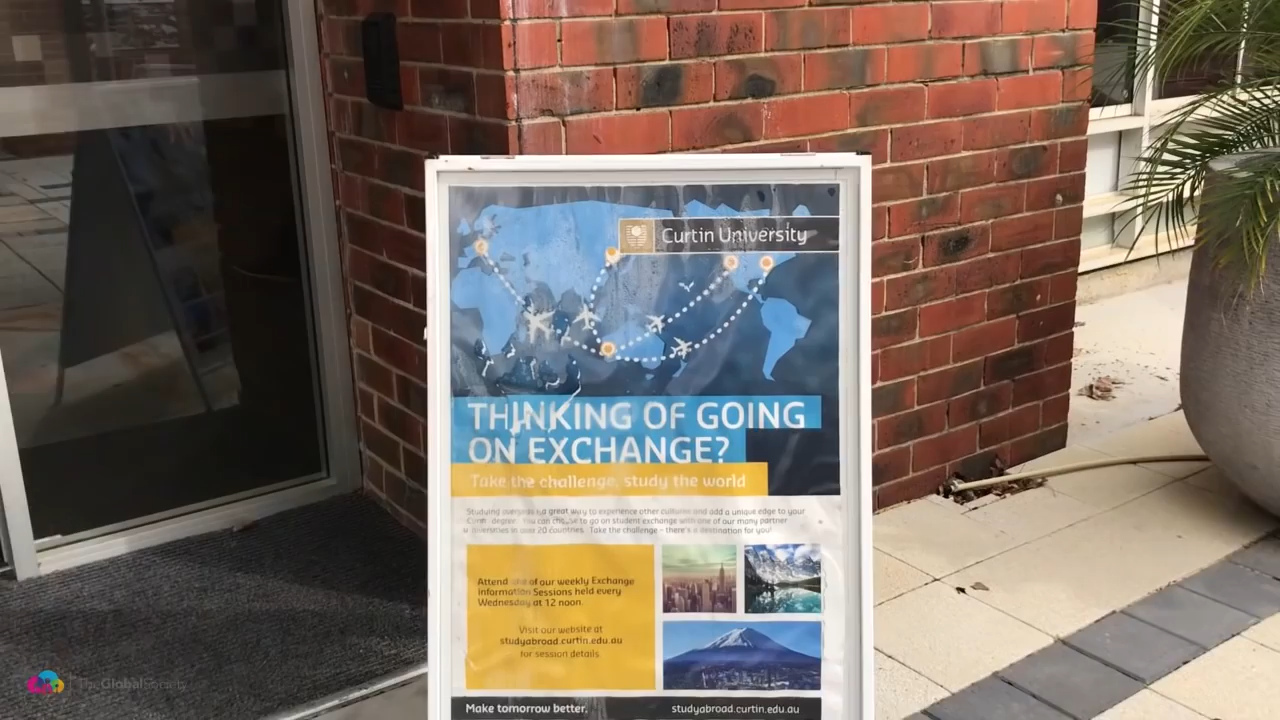 Curtin University
THINKING OF GOING
ON EXCHANGE?
Take the challenge, study the world
Studying overseas is a great way to experience other cultures and add a unique edge to your
Curtin degree. You can choose to go on student exchange with one of our many partner
universities in over 20 countries. Take the challenge – there's a destination for you!
Attend one of our weekly Exchange
Information Sessions held every
Wednesday at 12 noon.
Visit our website at
studyabroad.curtin.edu.au
for session details
Make tomorrow better.
studyabroad.curtin.edu.au
TheGlobalSociety